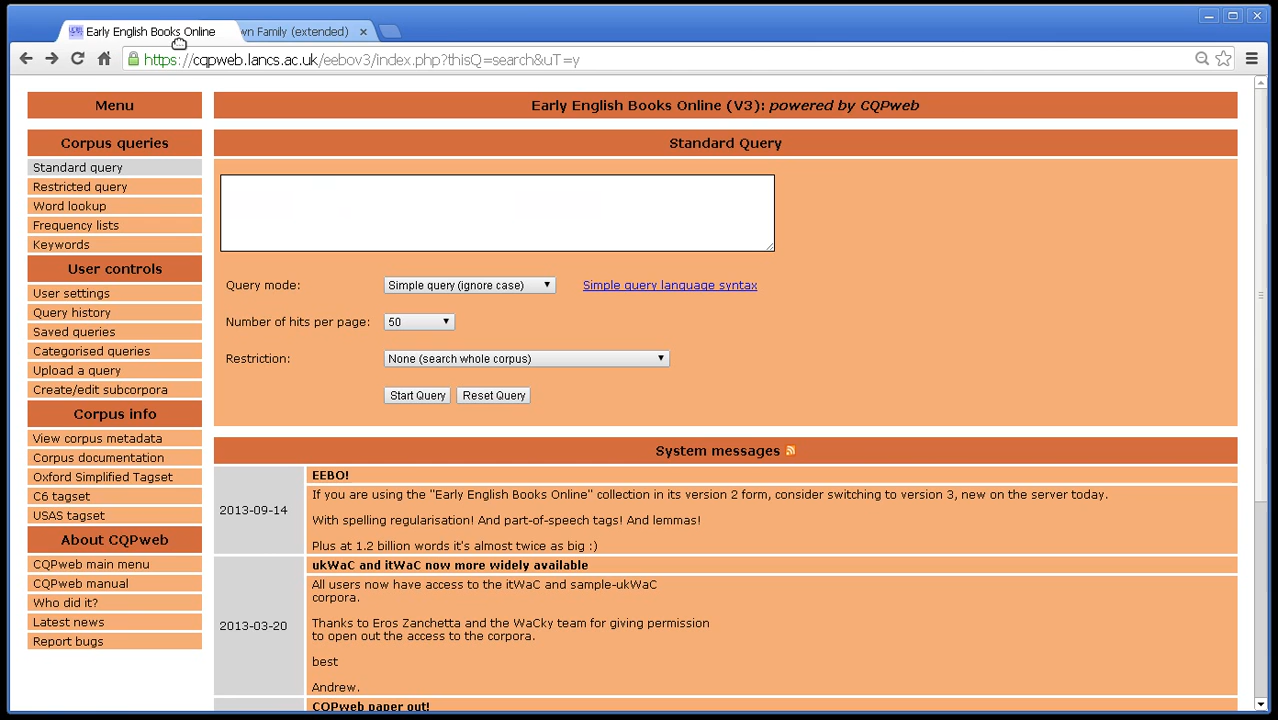 Early English Books Online
wn Family (extended)
https://cqpweb.lancs.ac.uk/eebov3/index.php?thisQ=search&uT=y
Menu
Early English Books Online (V3): powered by CQPweb
Corpus queries
Standard query
Restricted query
Word lookup
Frequency lists
Keywords
User controls
User settings
Query history
Saved queries
Categorised queries
Upload a query
Create/edit subcorpora
Corpus info
View corpus metadata
Corpus documentation
Oxford Simplified Tagset
C6 tagset
USAS tagset
About CQPweb
CQPweb main menu
CQPweb manual
Who did it?
Latest news
Report bugs
Standard Query
Query mode: Simple query (ignore case) Simple query language syntax
Number of hits per page: 50
Restriction: None (search whole corpus)
Start Query Reset Query
System messages
2013-09-14
EEBO!
If you are using the "Early English Books Online" collection in its version 2 form, consider switching to version 3, new on the server today.
With spelling regularisation! And part-of-speech tags! And lemmas!
Plus at 1.2 billion words it's almost twice as big :)
2013-03-20
ukWaC and itWaC now more widely available
All users now have access to the itWaC and sample-ukWaC
corpora.
Thanks to Eros Zanchetta and the WaCky team for giving permission
to open out the access to the corpora.
best
Andrew.
CQPweb paper out!